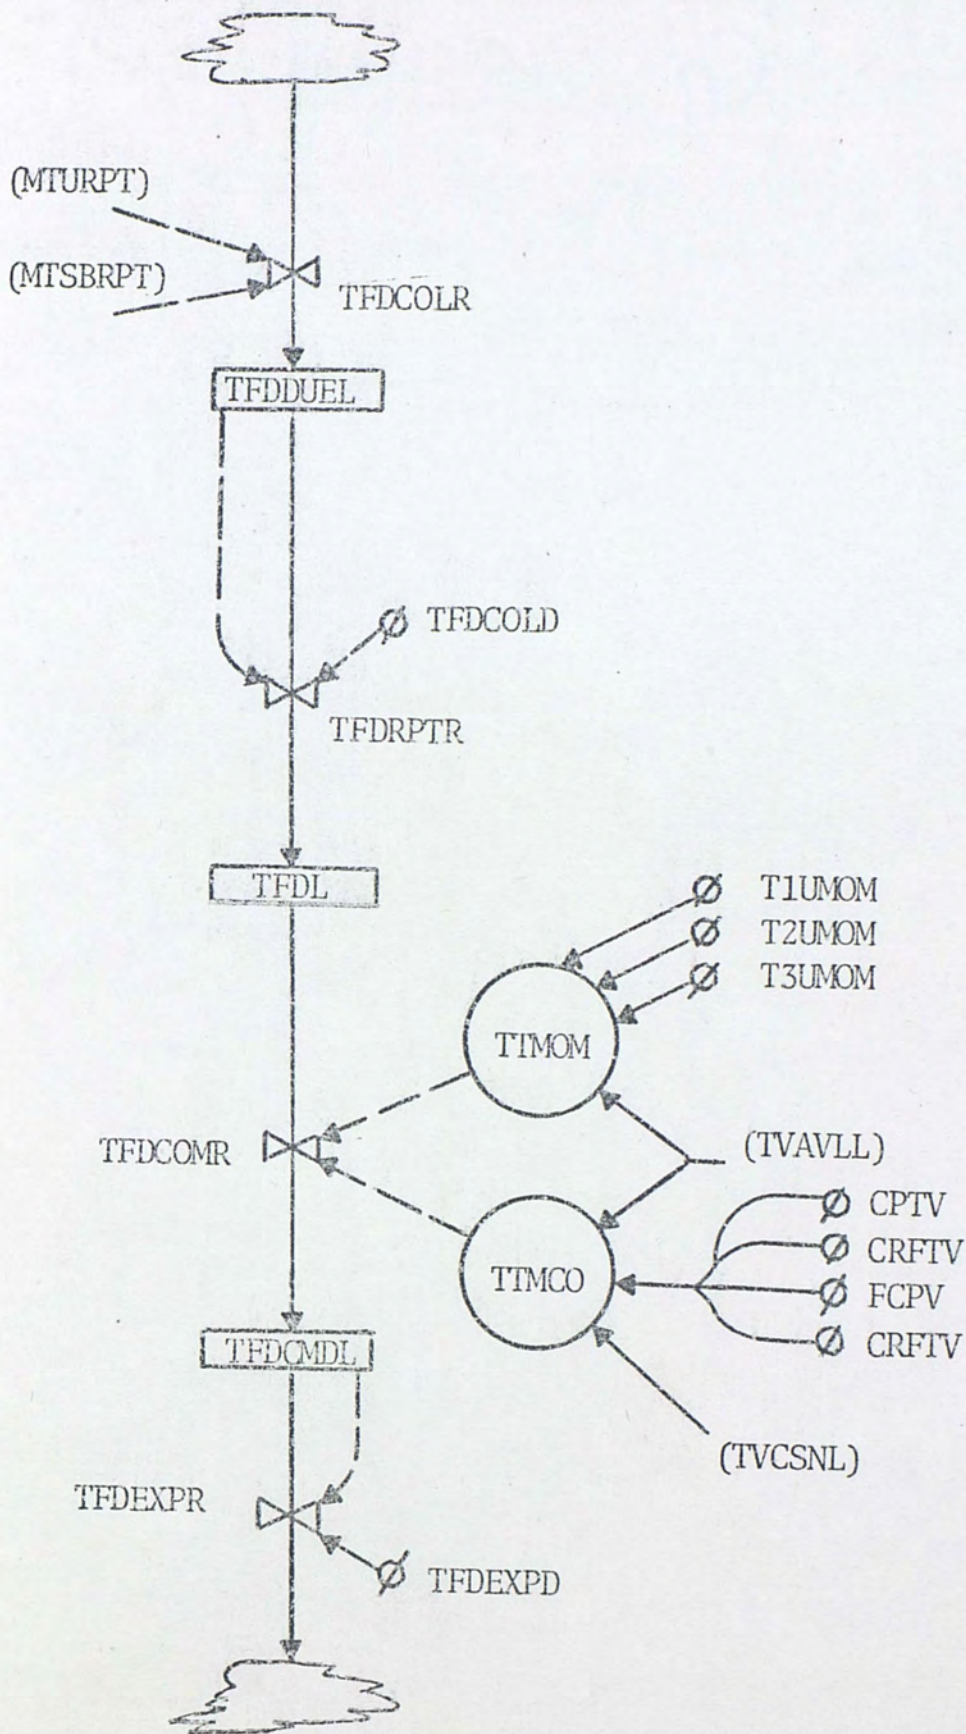 (MTURPT)
(MTSBRPT)
TFDCOLR
TFDDUEL
TFDCOLD
TFDRPTR
TFDL
T1UMOM
T2UMOM
T3UMOM
TTMOM
TFDCOMR
(TVAVLL)
CPTV
CRFTV
TTMCO
FCPV
CRFTV
TFDCMDL
(TVCSNL)
TFDEXPR
TFDEXPD